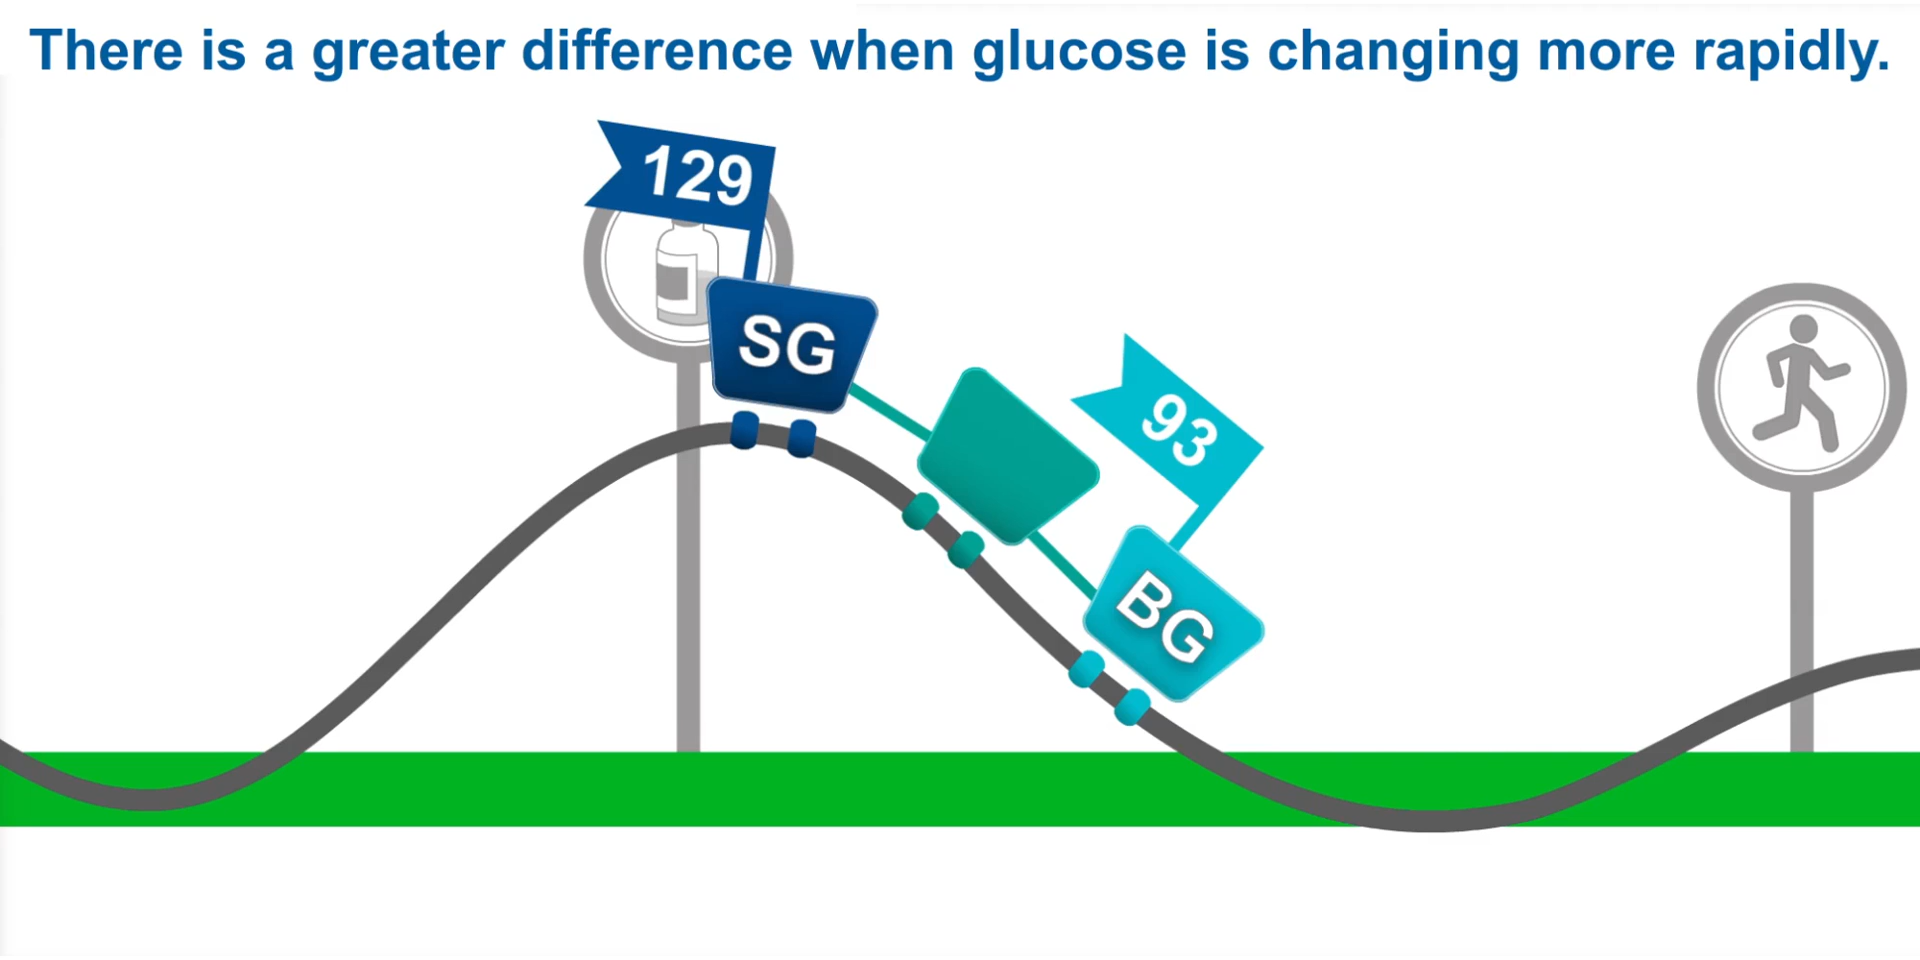 There is a greater difference when glucose is changing more rapidly.
129
SG
93
BG